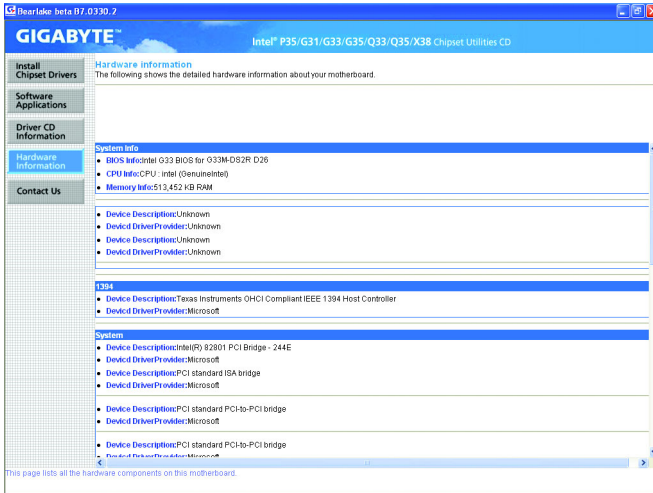 Bearlake beta B7.0330.2
GIGABYTE™
Intel® P35/G31/G33/G35/Q33/Q35/X38 Chipset Utilities CD
Install
Chipset Drivers
Software
Applications
Driver CD
Information
Hardware
Information
Contact Us
Hardware information
The following shows the detailed hardware information about your motherboard.
System Info
BIOS Info:Intel G33 BIOS for G33M-DS2R D26
CPU Info:CPU : intel (GenuineIntel)
Memory Info:513,452 KB RAM
Device Description:Unknown
Devicd DriverProvider:Unknown
Device Description:Unknown
Devicd DriverProvider:Unknown
1394
Device Description:Texas Instruments OHCI Compliant IEEE 1394 Host Controller
Devicd DriverProvider:Microsoft
System
Device Description:Intel(R) 82801 PCI Bridge - 244E
Devicd DriverProvider:Microsoft
Device Description:PCI standard ISA bridge
Devicd DriverProvider:Microsoft
Device Description:PCI standard PCI-to-PCI bridge
Devicd DriverProvider:Microsoft
Device Description:PCI standard PCI-to-PCI bridge
Devicd DriverProvider:Microsoft
This page lists all the hardware components on this motherboard.